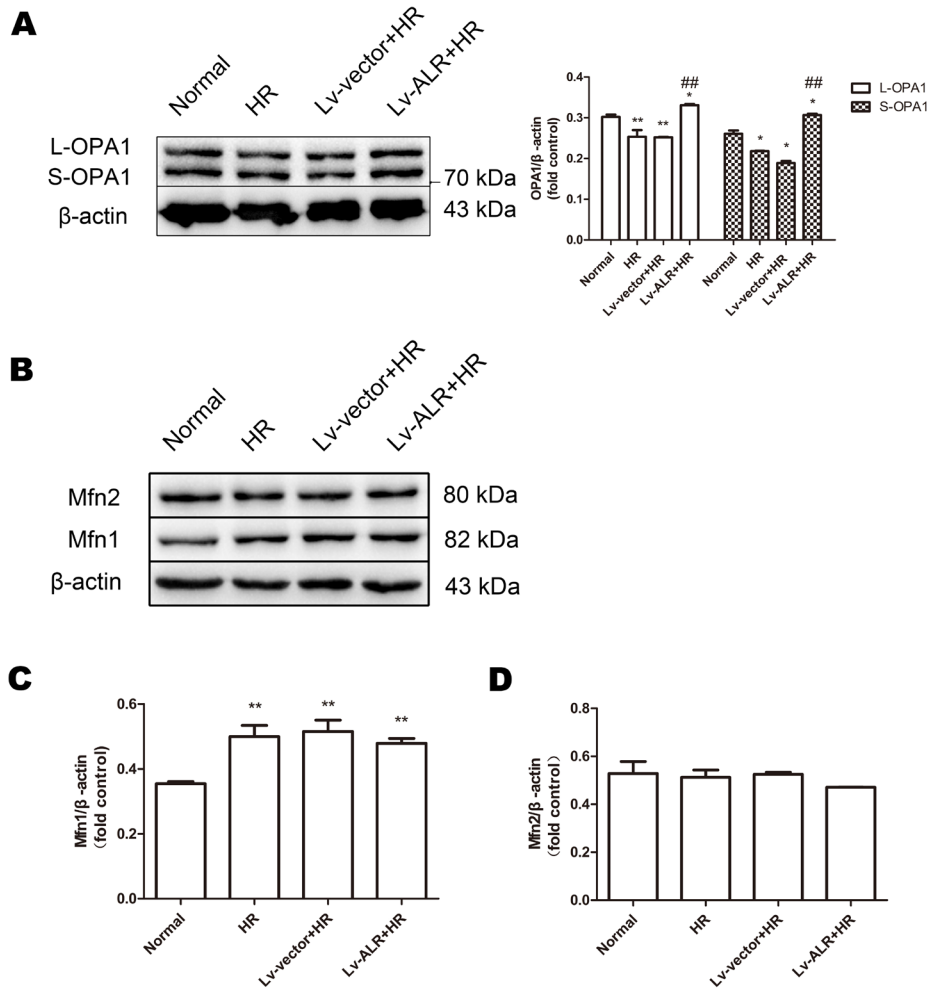 A
Normal
HR
Lv-vector+HR
Lv-ALR+HR
L-OPA1
S-OPA1
70 kDa
β-actin
43 kDa
OPA1/β -actin
(fold control)
0.4
0.3
0.2
0.1
0.0
**
**
##
*
*
*
##
*
L-OPA1
S-OPA1
Normal
HR
Lv-vector+HR
Lv-ALR+HR
Normal
HR
Lv-vector+HR
Lv-ALR+HR
B
Normal
HR
Lv-vector+HR
Lv-ALR+HR
Mfn2
80 kDa
Mfn1
82 kDa
β-actin
43 kDa
C
Mfn1/β -actin
（fold control)
0.6
0.4
0.2
0.0
**
**
**
Normal
HR
Lv-vector+HR
Lv-ALR+HR
D
Mfn2/β -actin
（fold control）
0.8
0.6
0.4
0.2
0.0
Normal
HR
Lv-vector+HR
Lv-ALR+HR